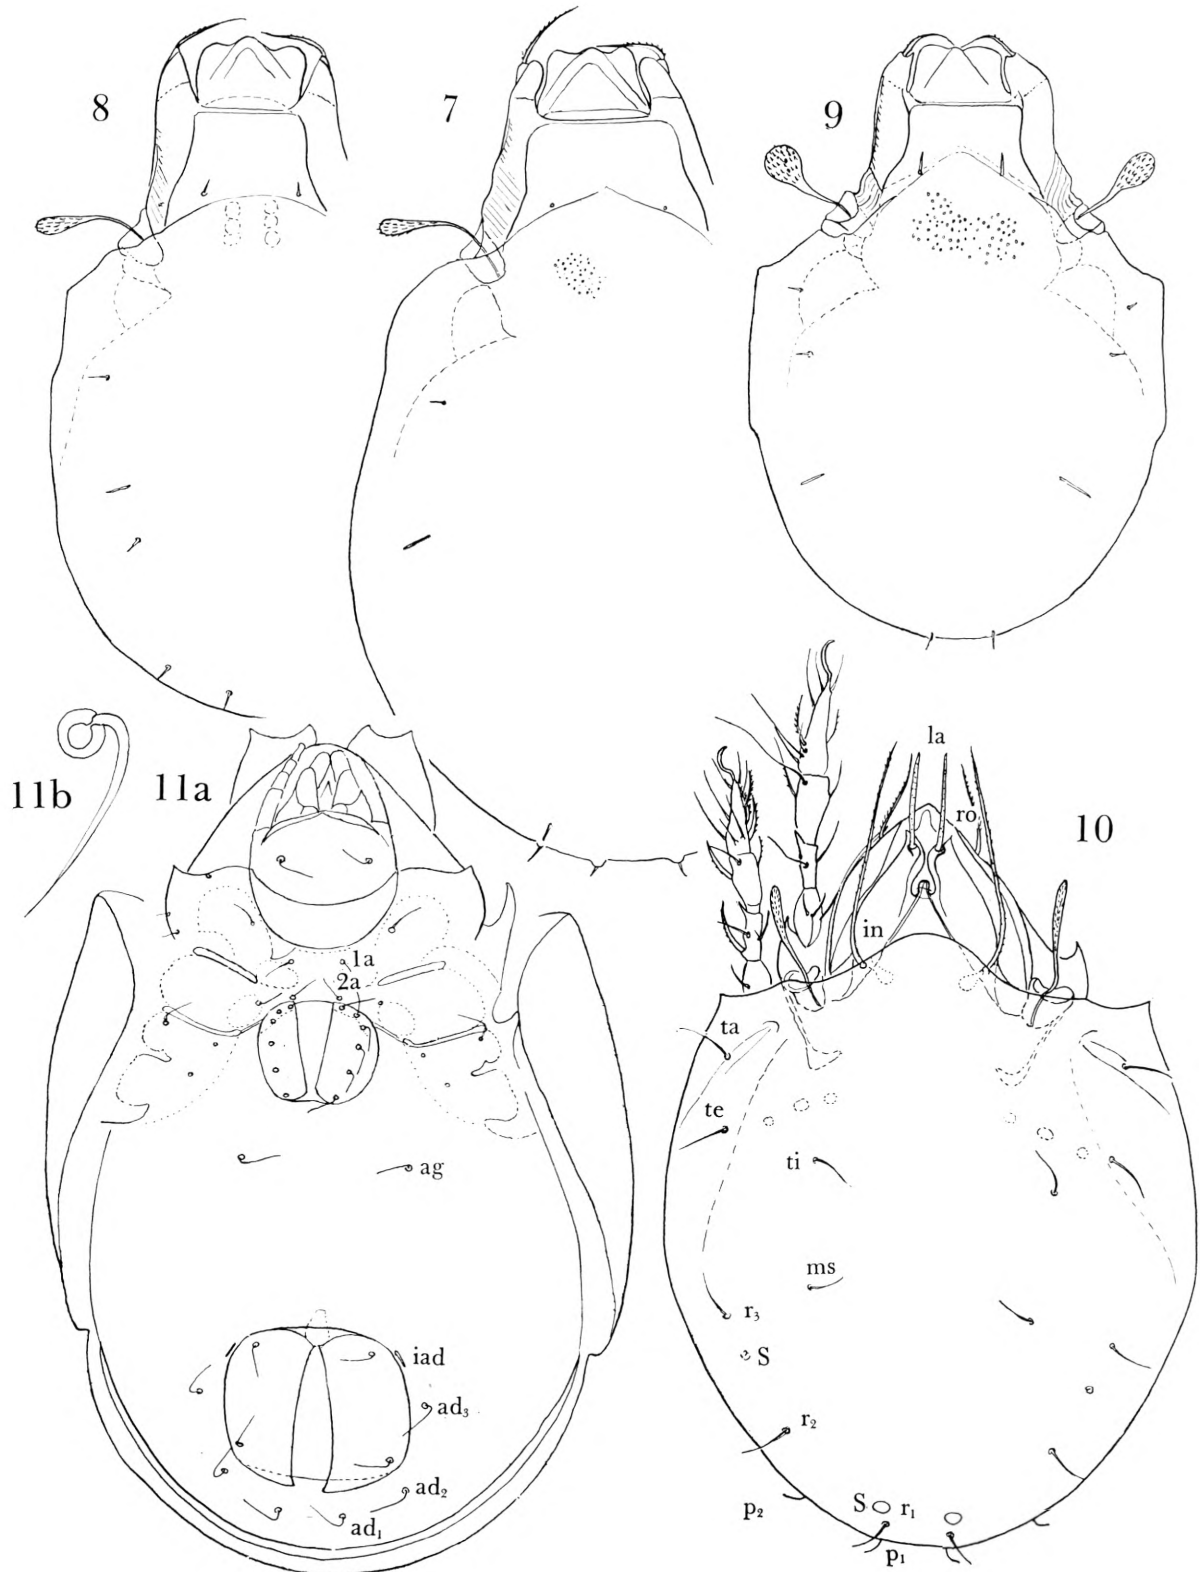 8
7
9
11b
11a
1a
2a
ag
iad
ad₃
ad₂
ad₁
la
ro
10
in
ta
te
ti
ms
r₃
S
r₂
p₂
S r₁
p₁